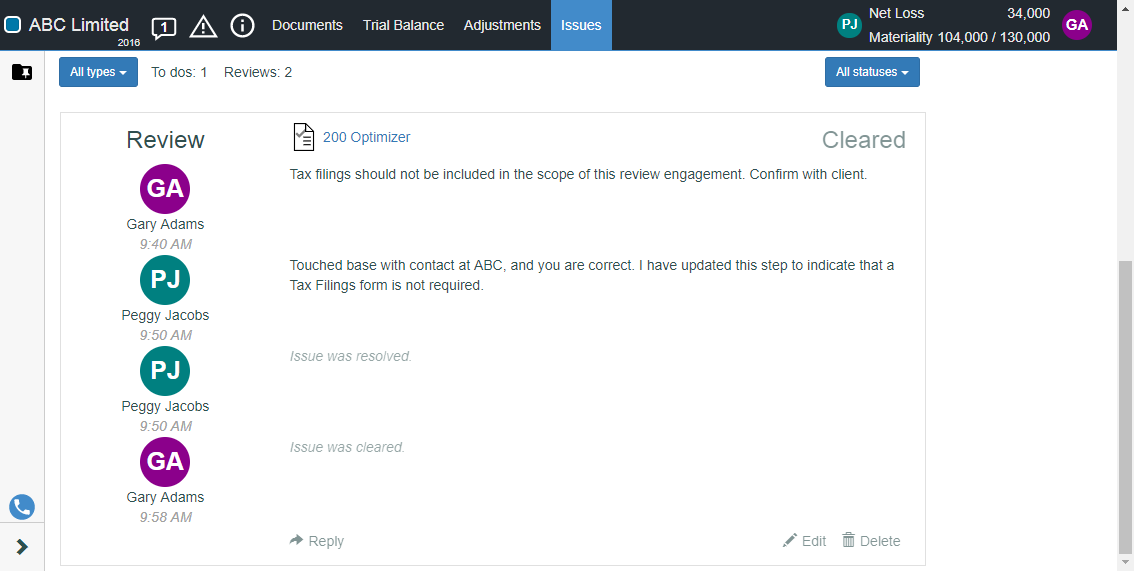 ABC Limited
2016
1
Documents
Trial Balance
Adjustments
Issues
PJ
Net Loss 34,000
Materiality 104,000 / 130,000
GA
All types
To dos: 1
Reviews: 2
All statuses
Review
200 Optimizer
Cleared
GA
Gary Adams
9:40 AM
Tax filings should not be included in the scope of this review engagement. Confirm with client.
PJ
Peggy Jacobs
9:50 AM
Touched base with contact at ABC, and you are correct. I have updated this step to indicate that a
Tax Filings form is not required.
PJ
Peggy Jacobs
9:50 AM
Issue was resolved.
GA
Gary Adams
9:58 AM
Issue was cleared.
Reply
Edit
Delete